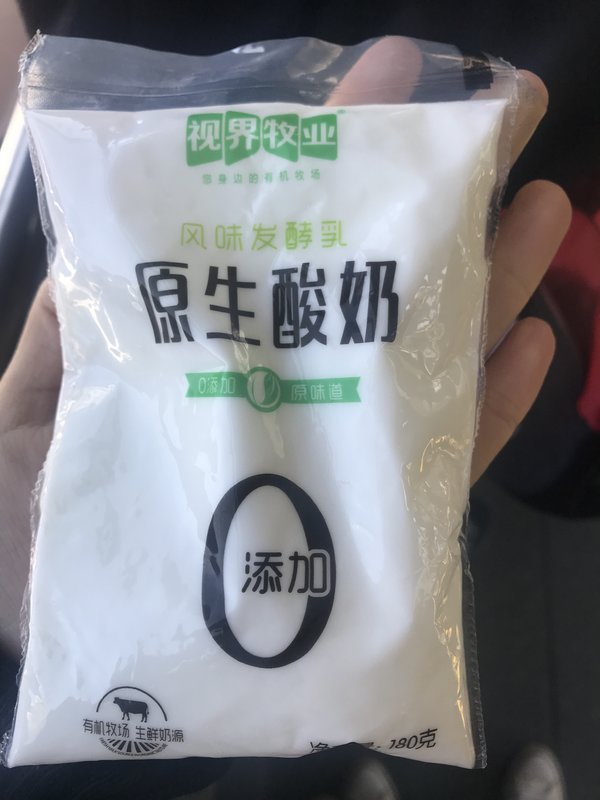 视界牧业
您身边的有机牧场
风味发酵乳
原生酸奶
0添加 原味道
0
添加
有机牧场 生鲜奶源
180克